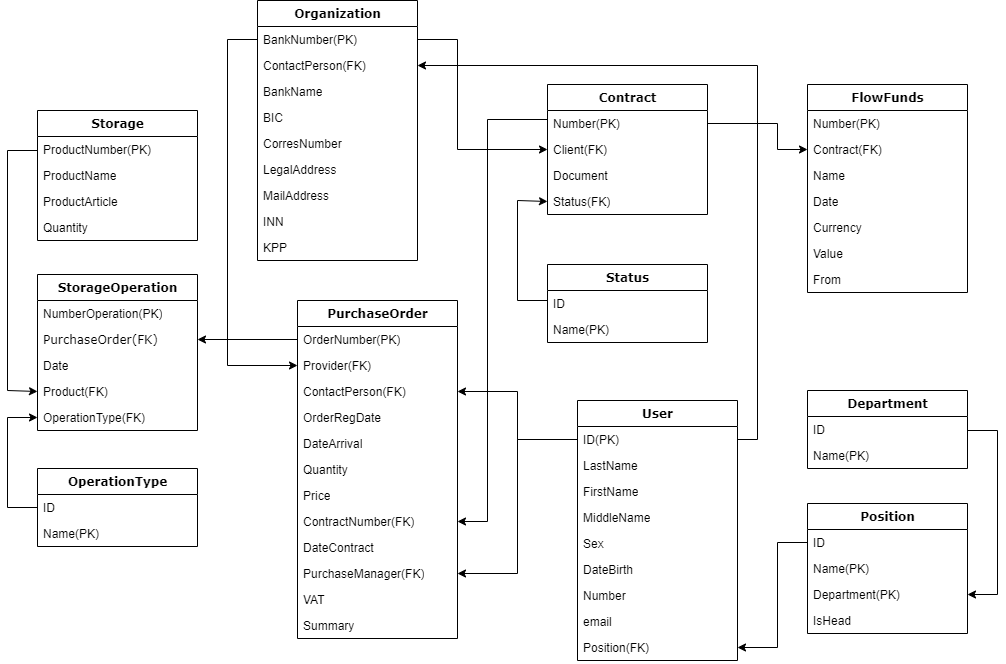 Organization
BankNumber(PK)
ContactPerson(FK)
BankName
BIC
CorresNumber
LegalAddress
MailAddress
INN
KPP
Contract
Number(PK)
Client(FK)
Document
Status(FK)
FlowFunds
Number(PK)
Contract(FK)
Name
Date
Currency
Value
From
Storage
ProductNumber(PK)
ProductName
ProductArticle
Quantity
Status
ID
Name(PK)
StorageOperation
NumberOperation(PK)
PurchaseOrder(FK)
Date
Product(FK)
OperationType(FK)
PurchaseOrder
OrderNumber(PK)
Provider(FK)
ContactPerson(FK)
OrderRegDate
DateArrival
Quantity
Price
ContractNumber(FK)
DateContract
PurchaseManager(FK)
VAT
Summary
User
ID(PK)
LastName
FirstName
MiddleName
Sex
DateBirth
Number
email
Position(FK)
Department
ID
Name(PK)
OperationType
ID
Name(PK)
Position
ID
Name(PK)
Department(PK)
IsHead